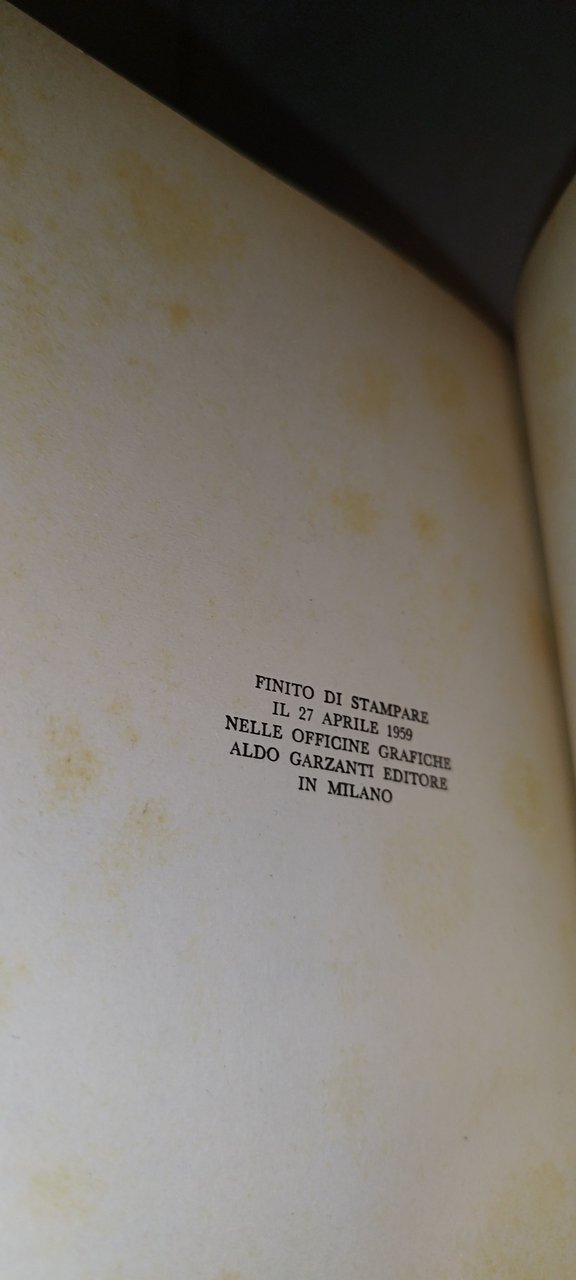 FINITO DI STAMPARE
IL 27 APRILE 1959
NELLE OFFICINE GRAFICHE
ALDO GARZANTI EDITORE
IN MILANO